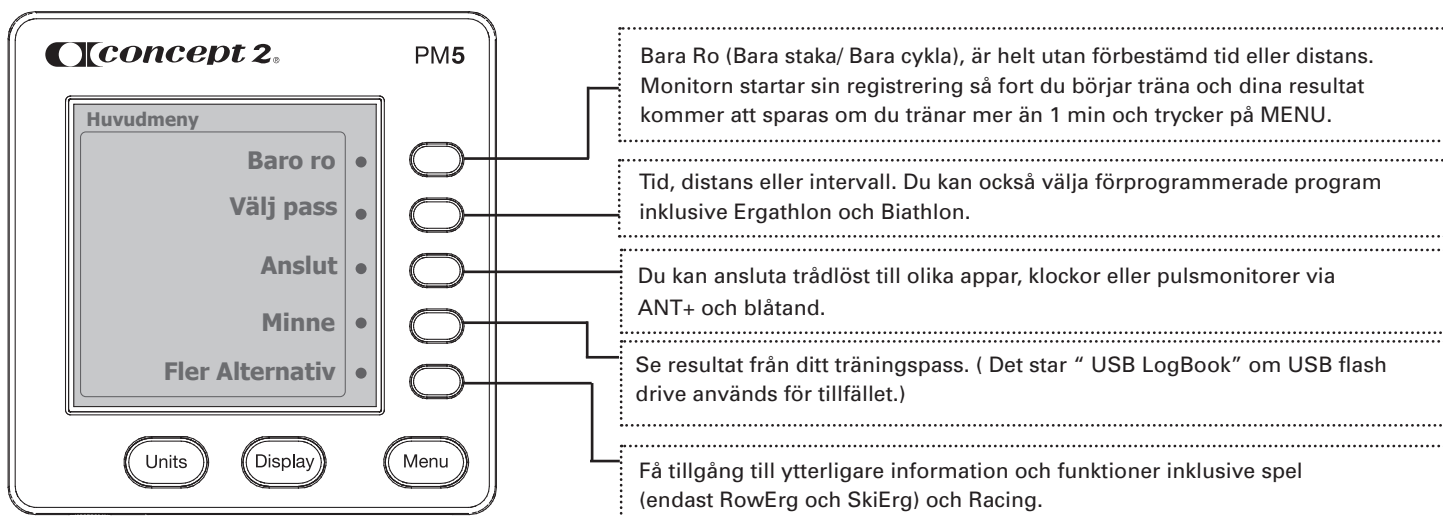 concept 2®
PM5
Huvudmeny
Baro ro
Välj pass
Anslut
Minne
Fler Alternativ
Units
Display
Menu
Bara Ro (Bara staka/ Bara cykla), är helt utan förbestämd tid eller distans.
Monitorn startar sin registrering så fort du börjar träna och dina resultat
kommer att sparas om du tränar mer än 1 min och trycker på MENU.
Tid, distans eller intervall. Du kan också välja förprogrammerade program
inklusive Ergathlon och Biathlon.
Du kan ansluta trådlöst till olika appar, klockor eller pulsmonitorer via
ANT+ och blåtand.
Se resultat från ditt träningspass. ( Det star “ USB LogBook” om USB flash
drive används för tillfället.)
Få tillgång till ytterligare information och funktioner inklusive spel
(endast RowErg och SkiErg) och Racing.